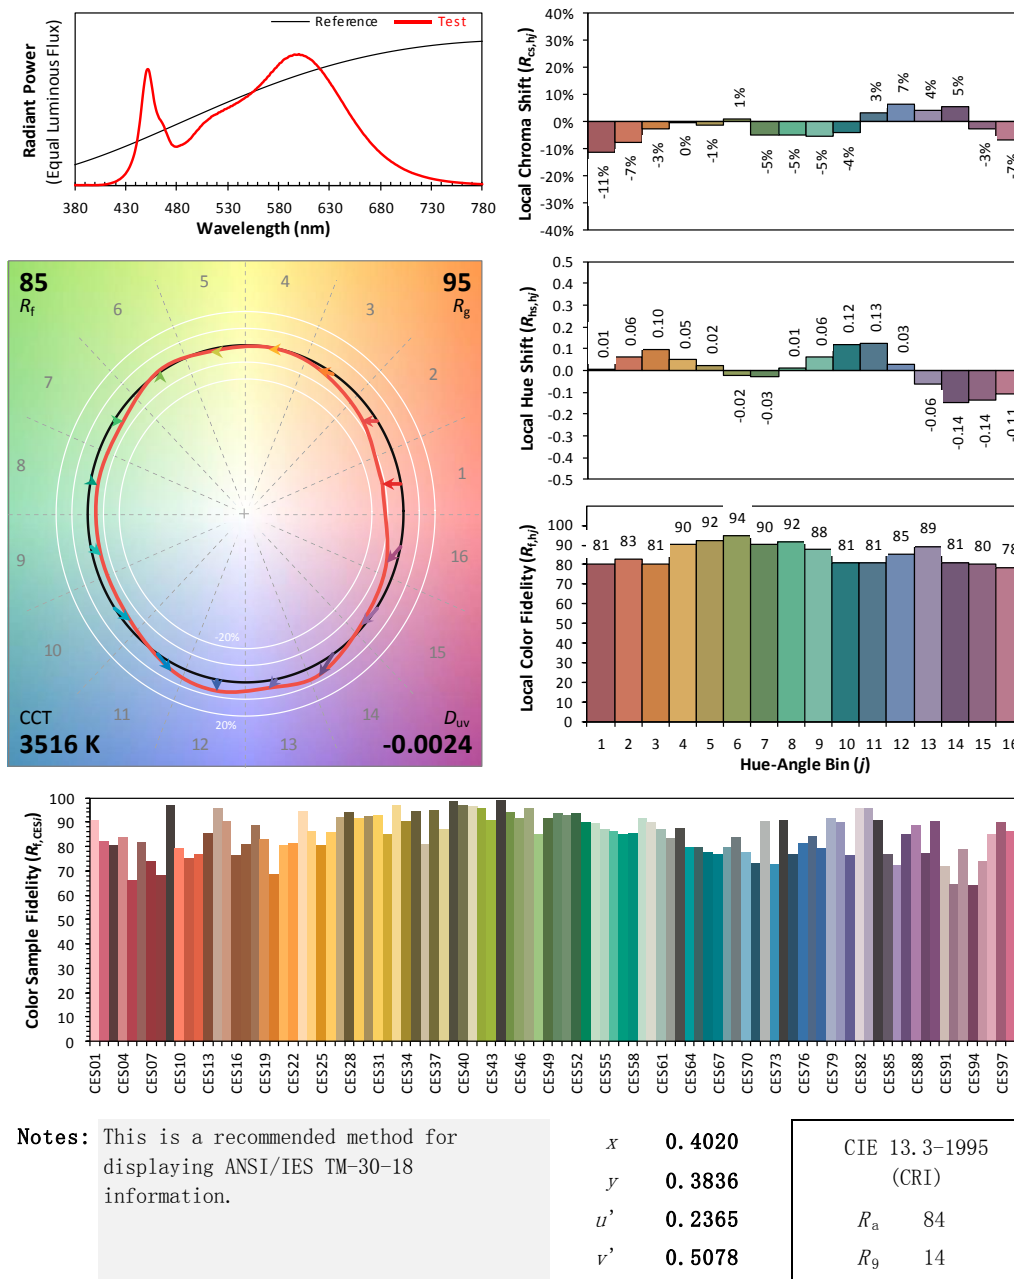 Reference
Test
Radiant Power
(Equal Luminous Flux)
380 430 480 530 580 630 680 730 780
Wavelength (nm)
Local Chroma Shift (Rcs,hj)
40%
30%
20%
10%
0%
-10%
-20%
-30%
-40%
-11% -7% -3% 0% -1% 1% -5% -5% -5% -4% 3% 7% 4% 5% -3% -7%
85
Rf
95
Rg
1
2
3
4
5
6
7
8
9
10
11
12
13
14
15
16
-20%
20%
CCT
3516 K
Duv
-0.0024
Local Hue Shift (Rhs,hj)
0.5
0.4
0.3
0.2
0.1
0.0
-0.1
-0.2
-0.3
-0.4
-0.5
0.01 0.06 0.10 0.05 0.02 -0.02 -0.03 0.01 0.06 0.12 0.13 0.03 -0.06 -0.14 -0.14 -0.11
Local Color Fidelity (Rf,hj)
100
90
80
70
60
50
40
30
20
10
0
81 83 81 90 92 94 90 92 88 81 81 85 89 81 80 78
1 2 3 4 5 6 7 8 9 10 11 12 13 14 15 16
Hue-Angle Bin (j)
Color Sample Fidelity (Rf,CESi)
100
90
80
70
60
50
40
30
20
10
0
CES01 CES04 CES07 CES10 CES13 CES16 CES19 CES22 CES25 CES28 CES31 CES34 CES37 CES40 CES43 CES46 CES49 CES52 CES55 CES58 CES61 CES64 CES67 CES70 CES73 CES76 CES79 CES82 CES85 CES88 CES91 CES94 CES97
Notes: This is a recommended method for
displaying ANSI/IES TM-30-18
information.
x 0.4020
y 0.3836
u' 0.2365
v' 0.5078
CIE 13.3-1995
(CRI)
Ra 84
R9 14